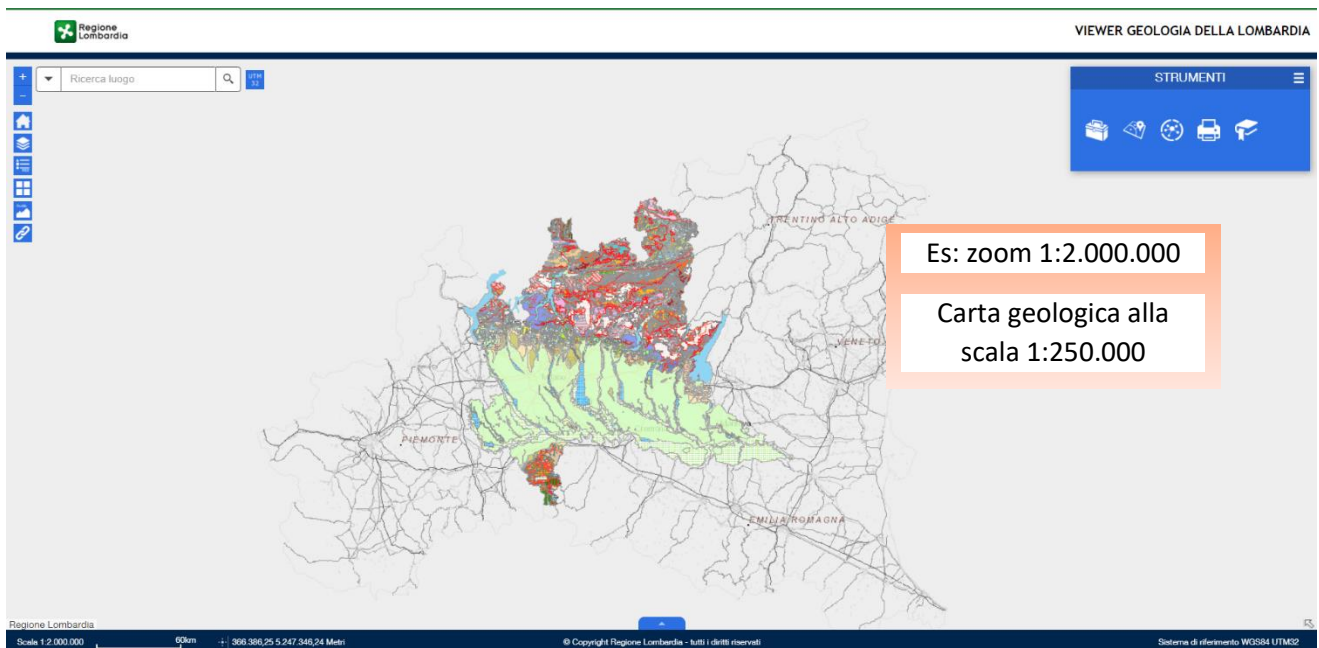 Regione
Lombardia
VIEWER GEOLOGIA DELLA LOMBARDIA
+
Ricerca luogo
UTM
32
STRUMENTI
−
TRENTINO ALTO ADIGE
Es: zoom 1:2.000.000
Carta geologica alla
scala 1:250.000
VENETO
PIEMONTE
EMILIA ROMAGNA
Regione Lombardia
Scala 1:2.000.000
60km
366.386,25 5.247.346,24 Metri
© Copyright Regione Lombardia - tutti i diritti riservati
Sistema di riferimento WGS84 UTM32